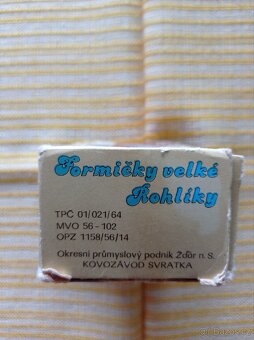 Formičky velké
Rohlíky
TPČ 01/021/64
MVO 56-102
OPZ 1158/56/14
Okresní průmyslový podnik Žďár n. S.
KOVOZÁVOD SVRATKA